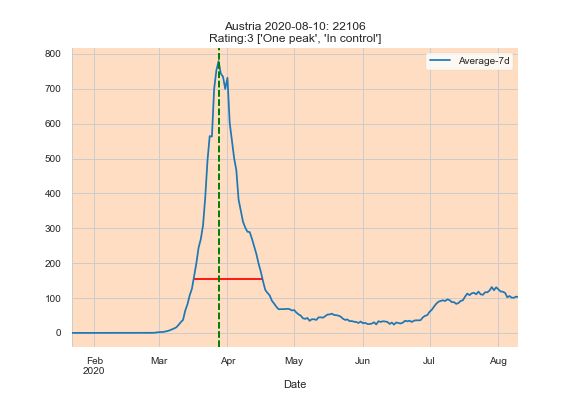 Austria 2020-08-10: 22106
Rating:3 ['One peak', 'In control']
Average-7d
800
700
600
500
400
300
200
100
0
Feb Mar Apr May Jun Jul Aug
2020
Date